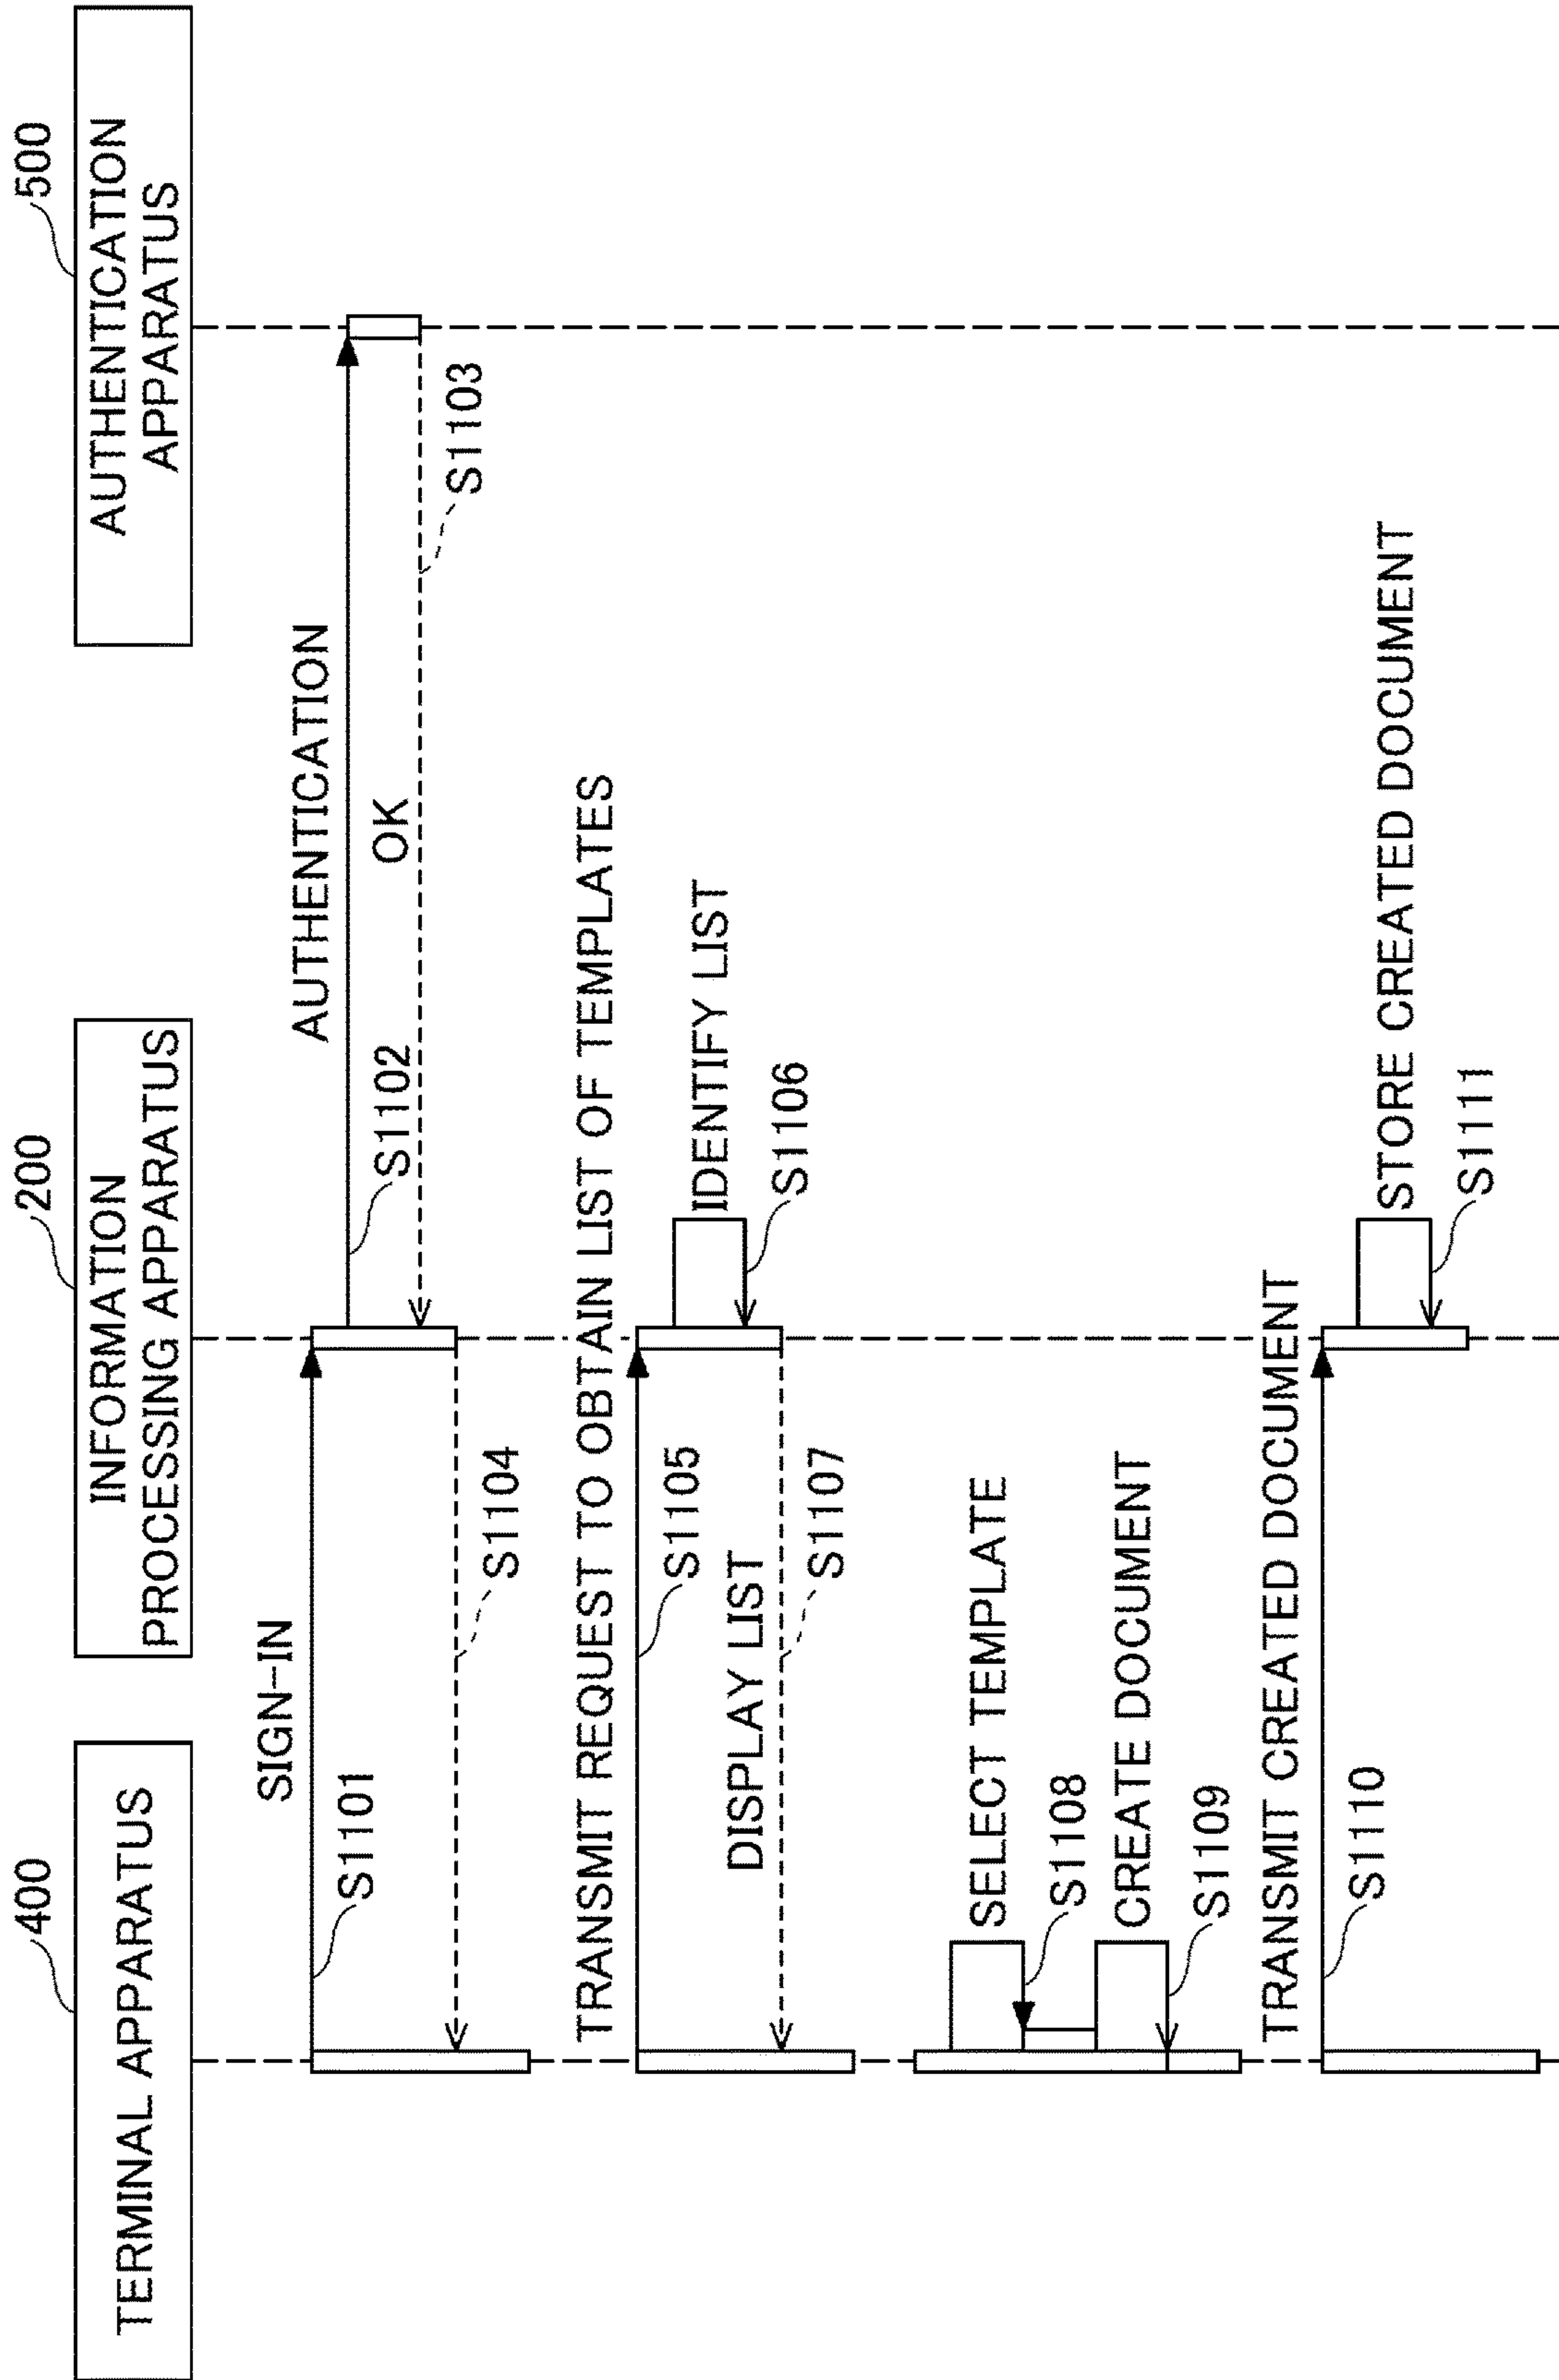 400
TERMINAL APPARATUS
200
INFORMATION
PROCESSING APPARATUS
500
AUTHENTICATION
APPARATUS
SIGN-IN
S1101
AUTHENTICATION
S1102
OK
S1103
S1104
TRANSMIT REQUEST TO OBTAIN LIST OF TEMPLATES
S1105
IDENTIFY LIST
S1106
DISPLAY LIST
S1107
SELECT TEMPLATE
S1108
CREATE DOCUMENT
S1109
TRANSMIT CREATED DOCUMENT
S1110
STORE CREATED DOCUMENT
S1111